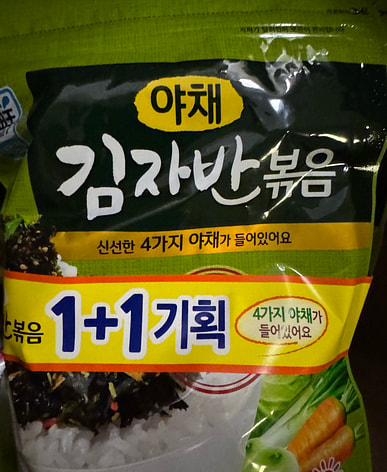 야채
김자반볶음
신선한 4가지 야채가 들어있어요
볶음
1+1기획
4가지 야채가
들어있어요